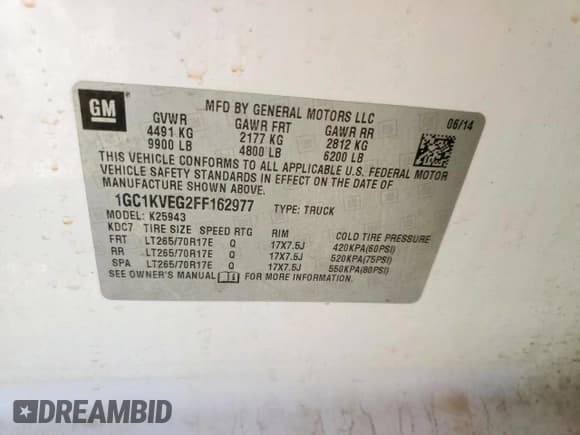 GM
MFD BY GENERAL MOTORS LLC
06/14
GVWR GAWR FRT GAWR RR
4491 KG 2177 KG 2812 KG
9900 LB 4800 LB 6200 LB
THIS VEHICLE CONFORMS TO ALL APPLICABLE U.S. FEDERAL MOTOR
VEHICLE SAFETY STANDARDS IN EFFECT ON THE DATE OF
MANUFACTURE SHOWN ABOVE.
1GC1KVEG2FF162977 TYPE: TRUCK
MODEL: K25943
KDC7 TIRE SIZE SPEED RTG RIM COLD TIRE PRESSURE
FRT LT265/70R17E Q 17X7.5J 420KPA(60PSI)
RR LT265/70R17E Q 17X7.5J 520KPA(75PSI)
SPA LT265/70R17E Q 17X7.5J 550KPA(80PSI)
SEE OWNER'S MANUAL FOR MORE INFORMATION.
DREAMBID